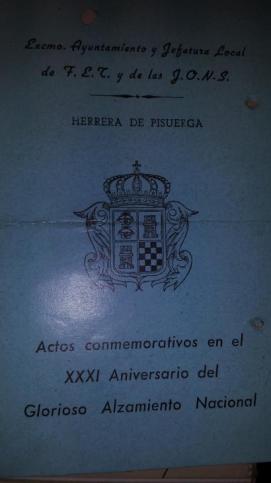 Excmo. Ayuntamiento y Jefatura Local
de F.E.T. y de las J.O.N.S.
HERRERA DE PISUERGA
Actos conmemorativos en el
XXXI Aniversario del
Glorioso Alzamiento Nacional